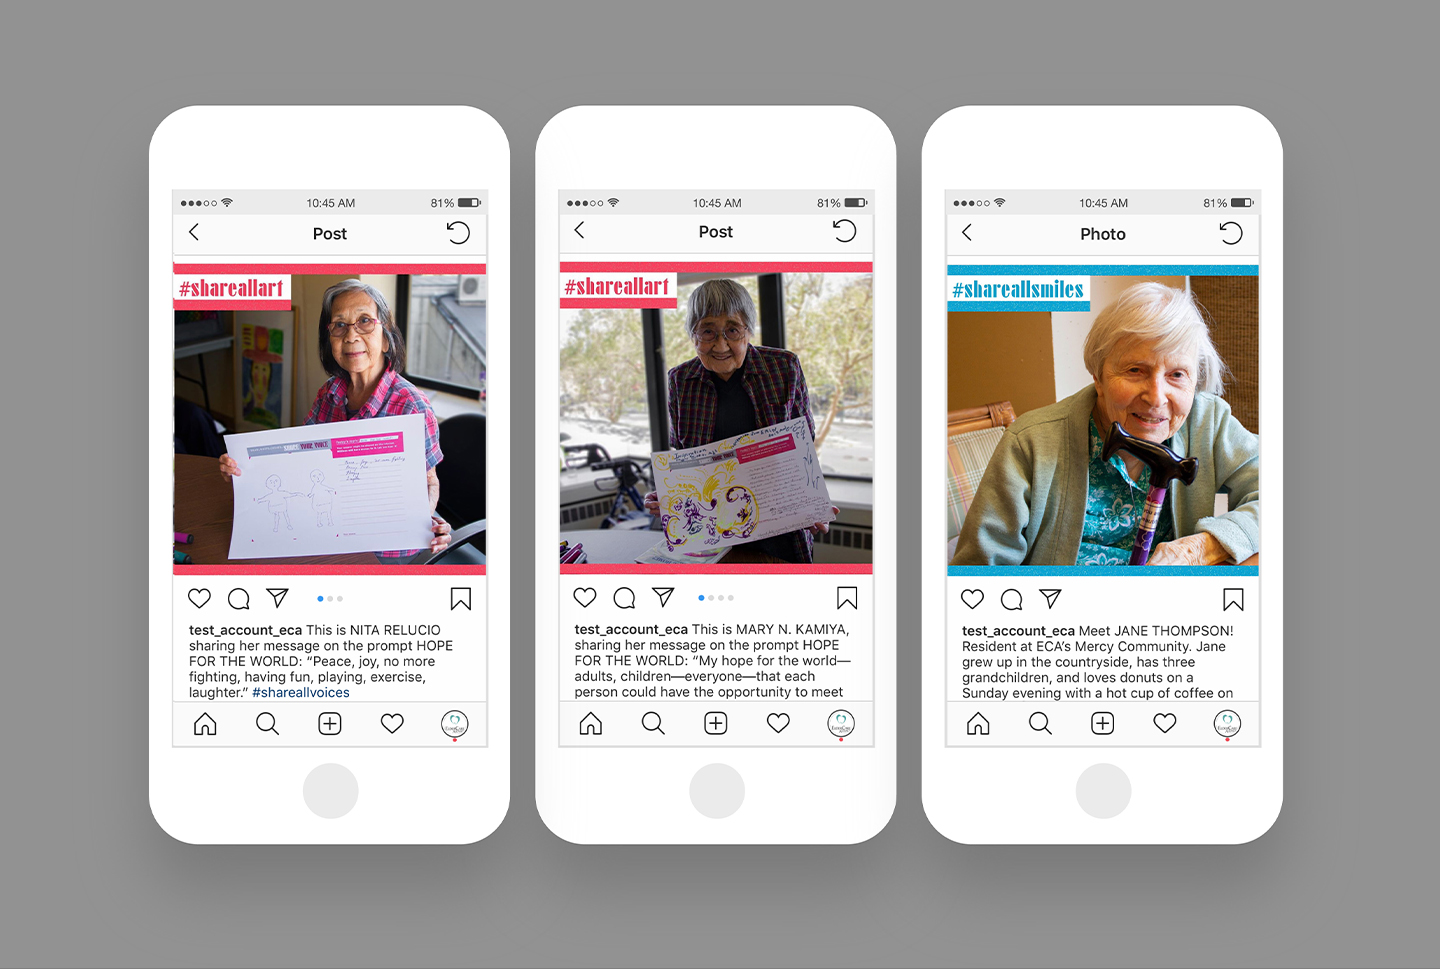 10:45 AM
81%
Post
#shareallart
SHARE YOUR VOICE
test_account_eca This is NITA RELUCIO
sharing her message on the prompt HOPE
FOR THE WORLD: “Peace, joy, no more
fighting, having fun, playing, exercise,
laughter.” #shareallvoices
10:45 AM
81%
Post
#shareallart
test_account_eca This is MARY N. KAMIYA,
sharing her message on the prompt HOPE
FOR THE WORLD: “My hope for the world—
adults, children—everyone—that each
person could have the opportunity to meet
10:45 AM
81%
Photo
#shareallsmiles
test_account_eca Meet JANE THOMPSON!
Resident at ECA’s Mercy Community. Jane
grew up in the countryside, has three
grandchildren, and loves donuts on a
Sunday evening with a hot cup of coffee on